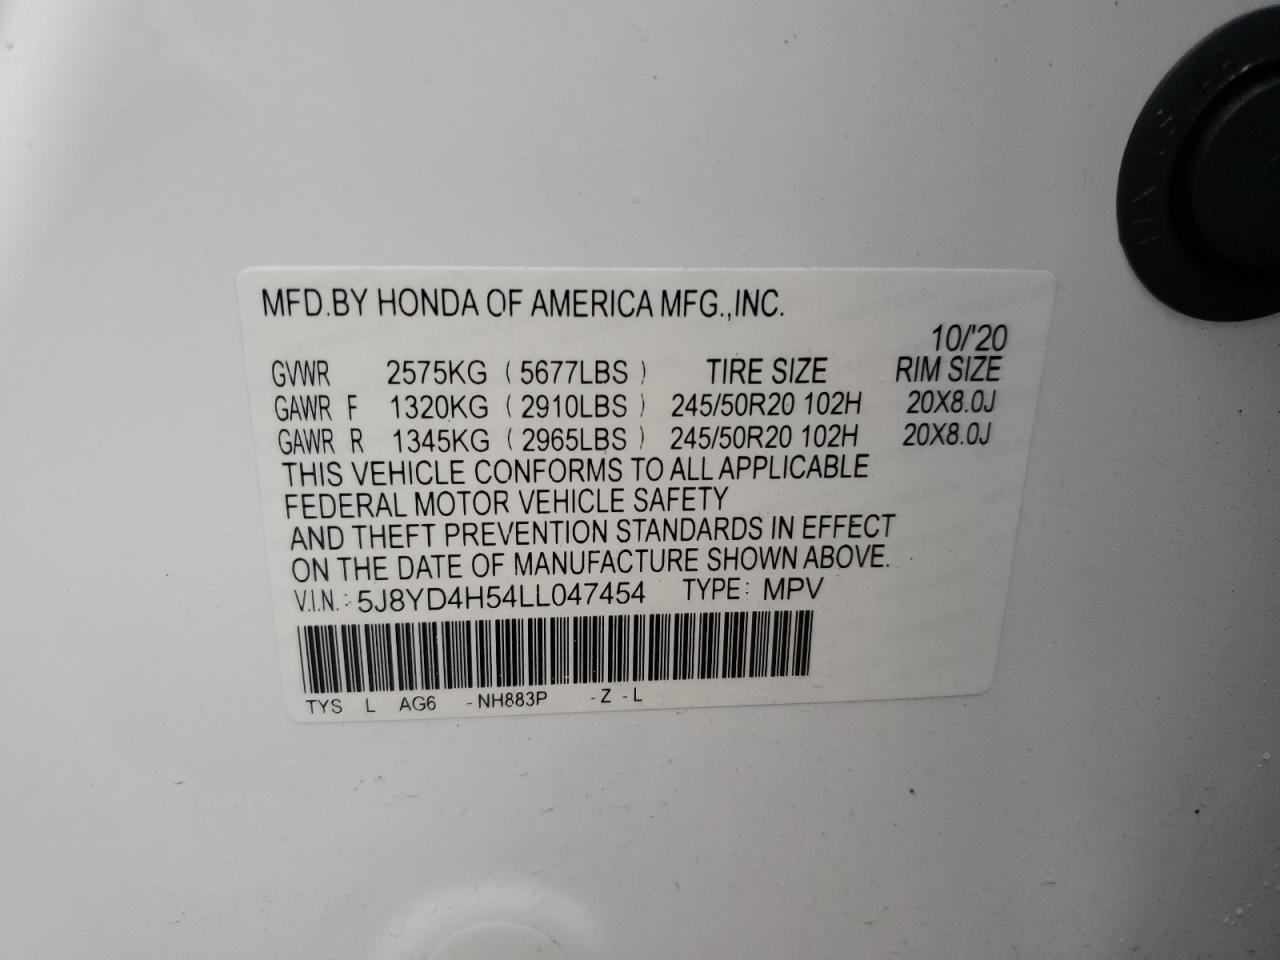 MFD.BY HONDA OF AMERICA MFG.,INC.
10/'20
GVWR 2575KG ( 5677LBS ) TIRE SIZE RIM SIZE
GAWR F 1320KG ( 2910LBS ) 245/50R20 102H 20X8.0J
GAWR R 1345KG ( 2965LBS ) 245/50R20 102H 20X8.0J
THIS VEHICLE CONFORMS TO ALL APPLICABLE
FEDERAL MOTOR VEHICLE SAFETY
AND THEFT PREVENTION STANDARDS IN EFFECT
ON THE DATE OF MANUFACTURE SHOWN ABOVE.
V.I.N.: 5J8YD4H54LL047454 TYPE: MPV
TYS L AG6 -NH883P -Z -L